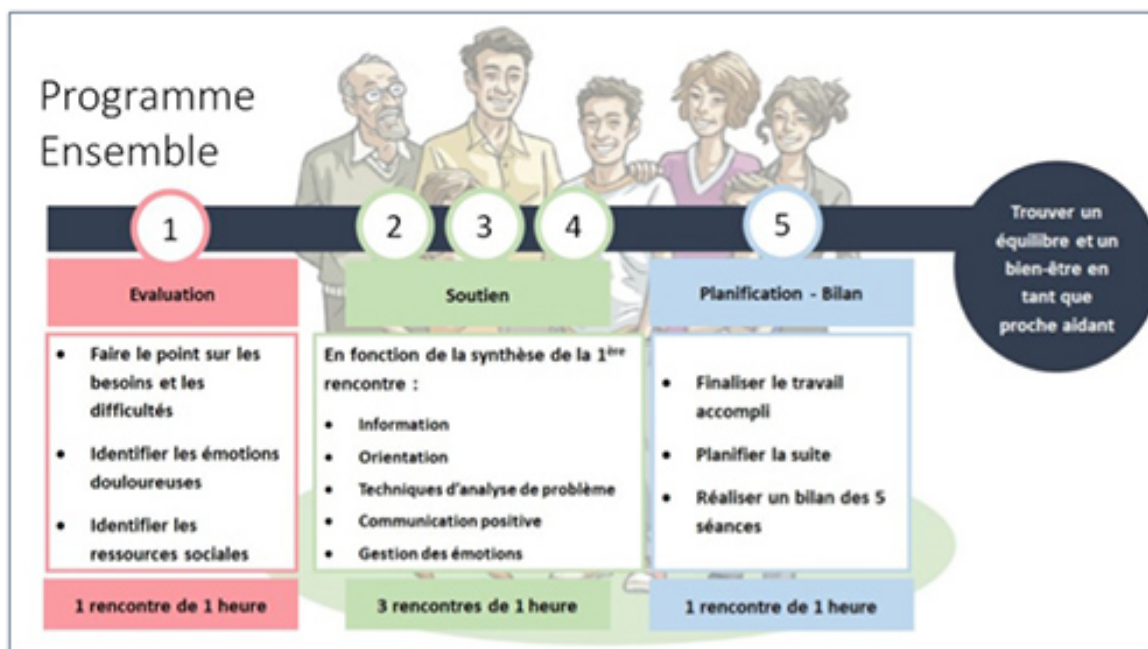 Programme
Ensemble
1
2
3
4
5
Trouver un
équilibre et un
bien-être en
tant que
proche aidant
Evaluation
• Faire le point sur les
besoins et les
difficultés
• Identifier les émotions
douloureuses
• Identifier les
ressources sociales
1 rencontre de 1 heure
Soutien
En fonction de la synthèse de la 1ère
rencontre :
• Information
• Orientation
• Techniques d'analyse de problème
• Communication positive
• Gestion des émotions
3 rencontres de 1 heure
Planification - Bilan
• Finaliser le travail
accompli
• Planifier la suite
• Réaliser un bilan des 5
séances
1 rencontre de 1 heure